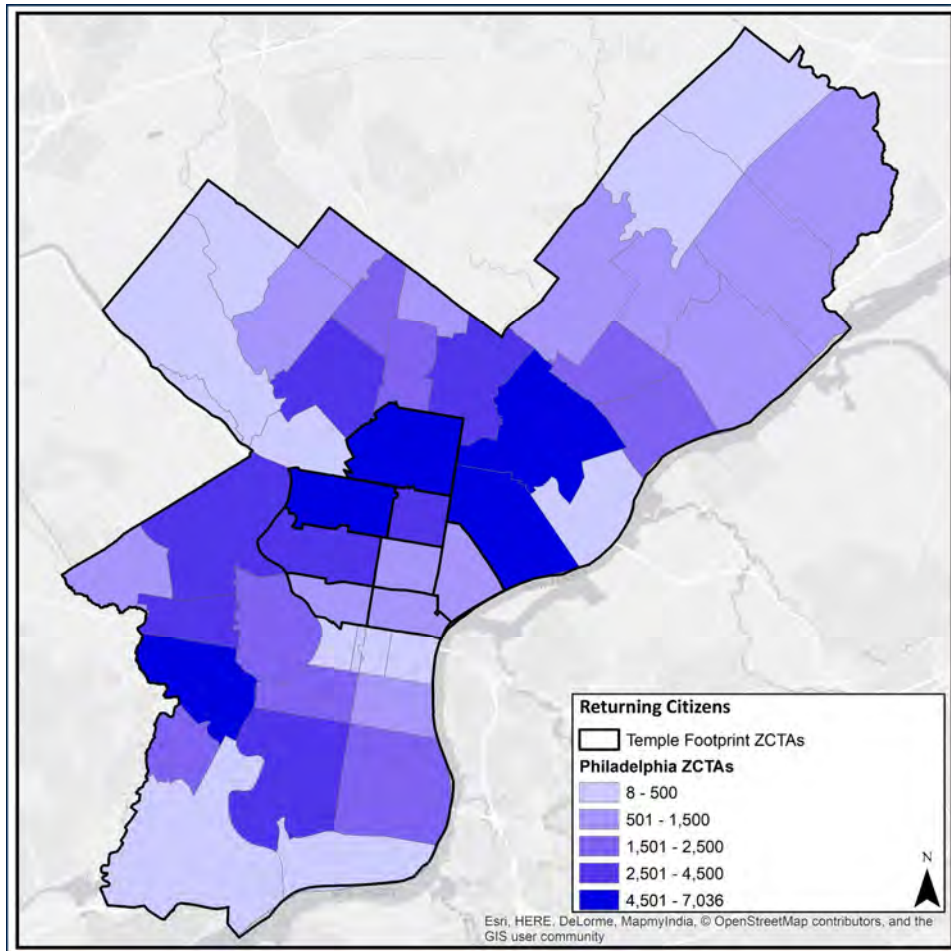 Returning Citizens
Temple Footprint ZCTAs
Philadelphia ZCTAs
8 - 500
501 - 1,500
1,501 - 2,500
2,501 - 4,500
4,501 - 7,036
N
Esri, HERE, DeLorme, MapmyIndia, © OpenStreetMap contributors, and the
GIS user community